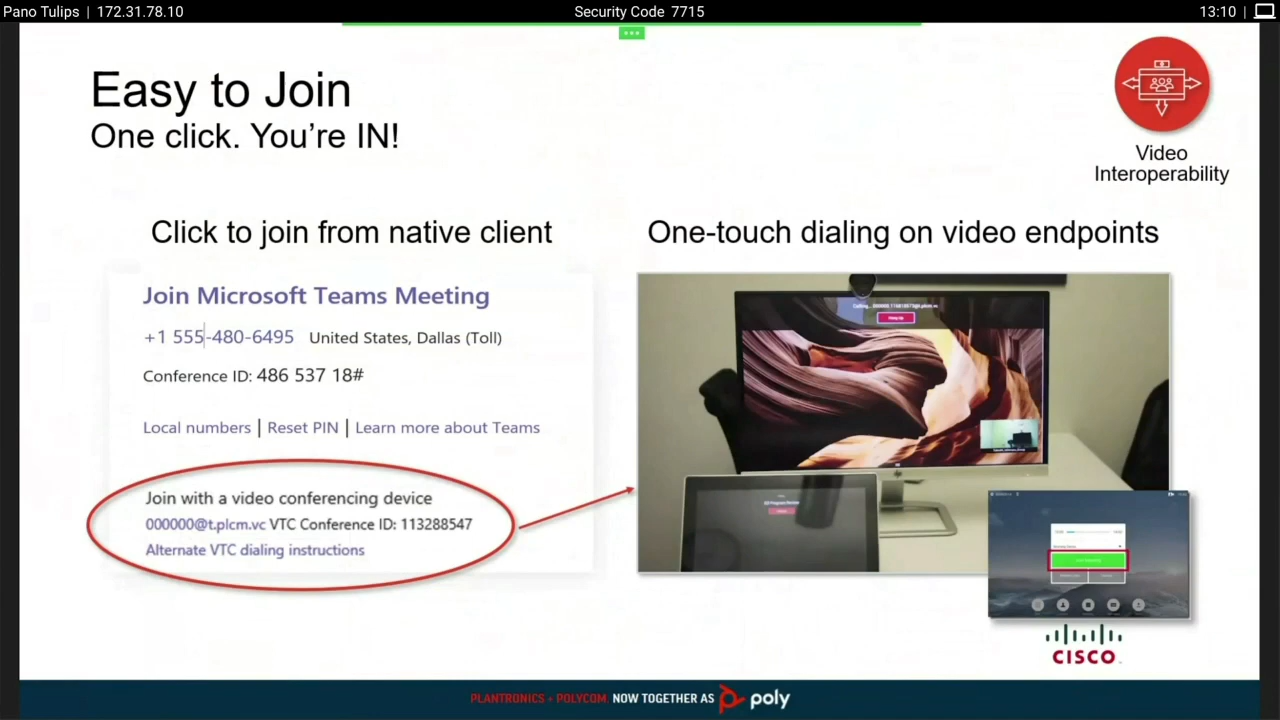 Pano Tulips | 172.31.78.10
Security Code 7715
13:10 |
Easy to Join
One click. You're IN!
Video
Interoperability
Click to join from native client
One-touch dialing on video endpoints
Join Microsoft Teams Meeting
+1 555-480-6495 United States, Dallas (Toll)
Conference ID: 486 537 18#
Local numbers | Reset PIN | Learn more about Teams
Join with a video conferencing device
000000@t.plcm.vc VTC Conference ID: 113288547
Alternate VTC dialing instructions
CISCO
PLANTRONICS + POLYCOM. NOW TOGETHER AS poly